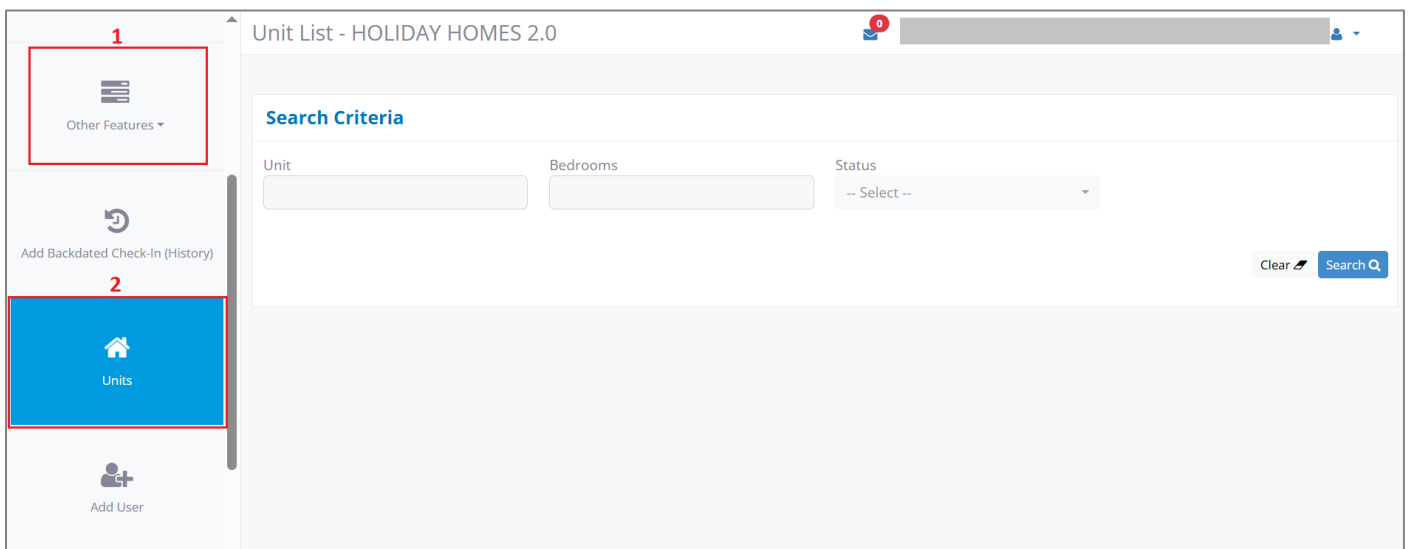 1
Other Features
Add Backdated Check-In (History)
2
Units
Add User
Unit List - HOLIDAY HOMES 2.0
0
Search Criteria
Unit
Bedrooms
Status
-- Select --
Clear
Search